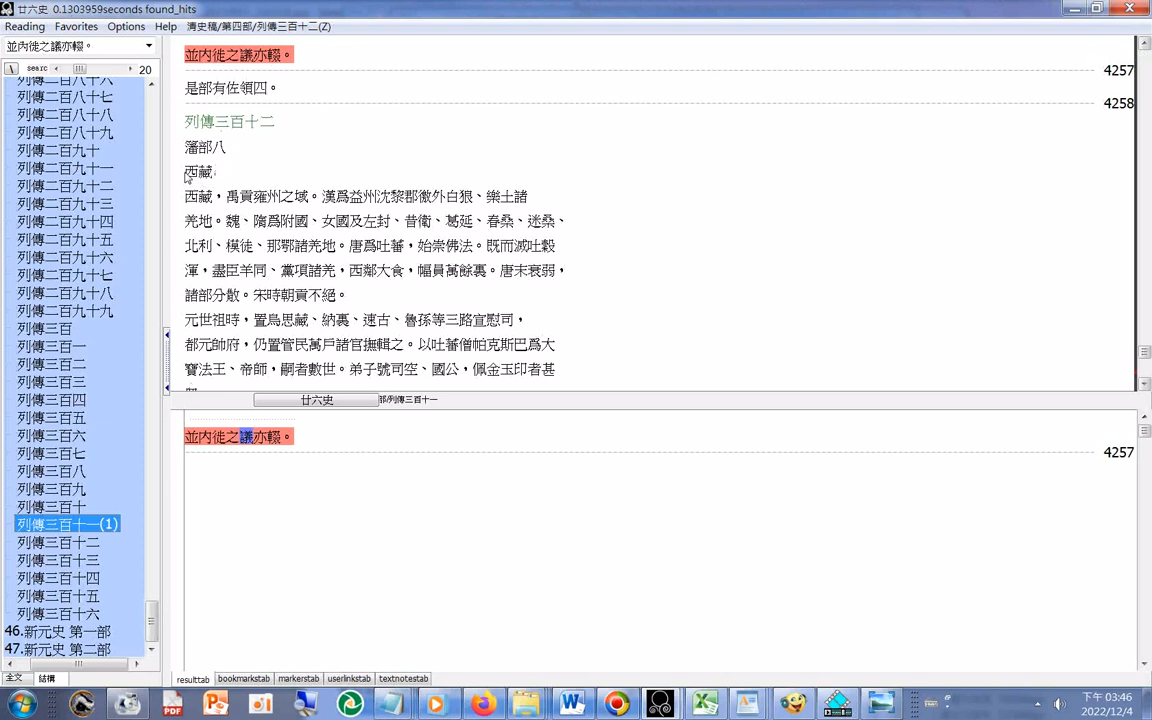 廿六史 0.1303959seconds found_hits
Reading Favorites Options Help 清史稿/第四部/列傳三百十二(Z)
並內徙之議亦輟。
searc 20
列傳二百八十六
列傳二百八十七
列傳二百八十八
列傳二百八十九
列傳二百九十
列傳二百九十一
列傳二百九十二
列傳二百九十三
列傳二百九十四
列傳二百九十五
列傳二百九十六
列傳二百九十七
列傳二百九十八
列傳二百九十九
列傳三百
列傳三百一
列傳三百二
列傳三百三
列傳三百四
列傳三百五
列傳三百六
列傳三百七
列傳三百八
列傳三百九
列傳三百十
列傳三百十一(1)
列傳三百十二
列傳三百十三
列傳三百十四
列傳三百十五
列傳三百十六
46.新元史 第一部
47.新元史 第二部
全文 結構
並內徙之議亦輟。
4257
是部有佐領四。
4258
列傳三百十二
藩部八
西藏
西藏，禹貢雍州之域。漢爲益州沈黎郡徼外白狼、樂土諸
羌地。魏、隋爲附國、女國及左封、昔衛、葛延、春桑、迷桑、
北利、模徒、那鄂諸羌地。唐爲吐蕃，始崇佛法。既而滅吐穀
渾，盡臣羊同、黨項諸羌，西鄰大食，幅員萬餘裏。唐末衰弱，
諸部分散。宋時朝貢不絕。
元世祖時，置烏思藏、納裏、速古、魯孫等三路宣慰司，
都元帥府，仍置管民萬戶諸官撫輯之。以吐蕃僧帕克斯巴爲大
寶法王、帝師，嗣者數世。弟子號司空、國公，佩金玉印者甚
廿六史 部/列傳三百十一
並內徙之議亦輟。
4257
resulttab bookmarkstab markerstab userlinkstab textnotestab
下午 03:46
2022/12/4